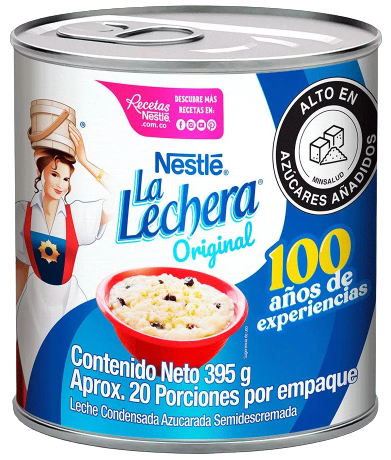 Recetas
Nestlé®
.com.co
DESCUBRE MÁS
RECETAS EN:
ALTO EN
AZÚCARES AÑADIDOS
MINSALUD
®
Nestlé®
La
Lechera®
Original
100
años de
experiencias
Contenido Neto 395 g
Aprox. 20 Porciones por empaque
Leche Condensada Azucarada Semidescremada